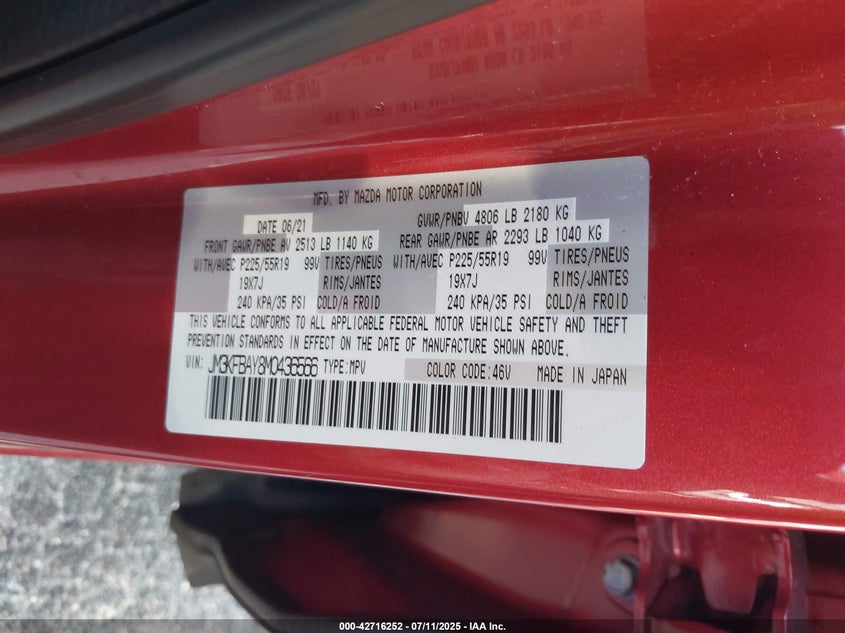 MFD. BY MAZDA MOTOR CORPORATION
DATE 06/21 GVWR/PNBV 4806 LB 2180 KG
FRONT GAWR/PNBE AV 2513 LB 1140 KG REAR GAWR/PNBE AR 2293 LB 1040 KG
WITH/AVEC P225/55R19 99V TIRES/PNEUS WITH/AVEC P225/55R19 99V TIRES/PNEUS
19X7J RIMS/JANTES 19X7J RIMS/JANTES
240 KPA/35 PSI COLD/A FROID 240 KPA/35 PSI COLD/A FROID
THIS VEHICLE CONFORMS TO ALL APPLICABLE FEDERAL MOTOR VEHICLE SAFETY AND THEFT
PREVENTION STANDARDS IN EFFECT ON THE DATE OF MANUFACTURE SHOWN ABOVE.
VIN: JM3KFBAY8M0436566 TYPE:MPV COLOR CODE:46V MADE IN JAPAN
000-42716252 - 07/11/2025 - IAA Inc.